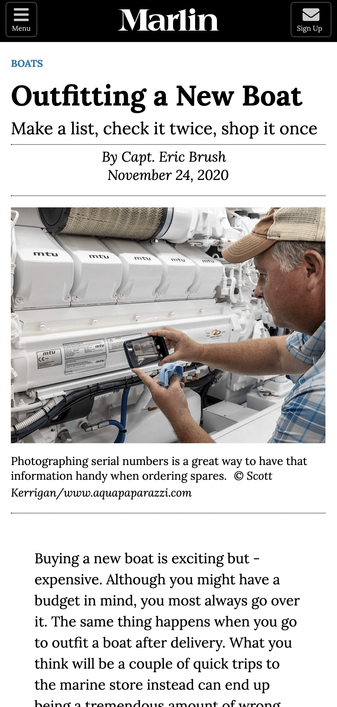 Menu
Marlin
Sign Up
BOATS
Outfitting a New Boat
Make a list, check it twice, shop it once
By Capt. Eric Brush
November 24, 2020
mtu
mtu
mtu
mtu
mtu
mtu
Photographing serial numbers is a great way to have that
information handy when ordering spares. © Scott
Kerrigan/www.aquapaparazzi.com
Buying a new boat is exciting but -
expensive. Although you might have a
budget in mind, you most always go over
it. The same thing happens when you go
to outfit a boat after delivery. What you
think will be a couple of quick trips to
the marine store instead can end up
being a tremendous amount of wrong